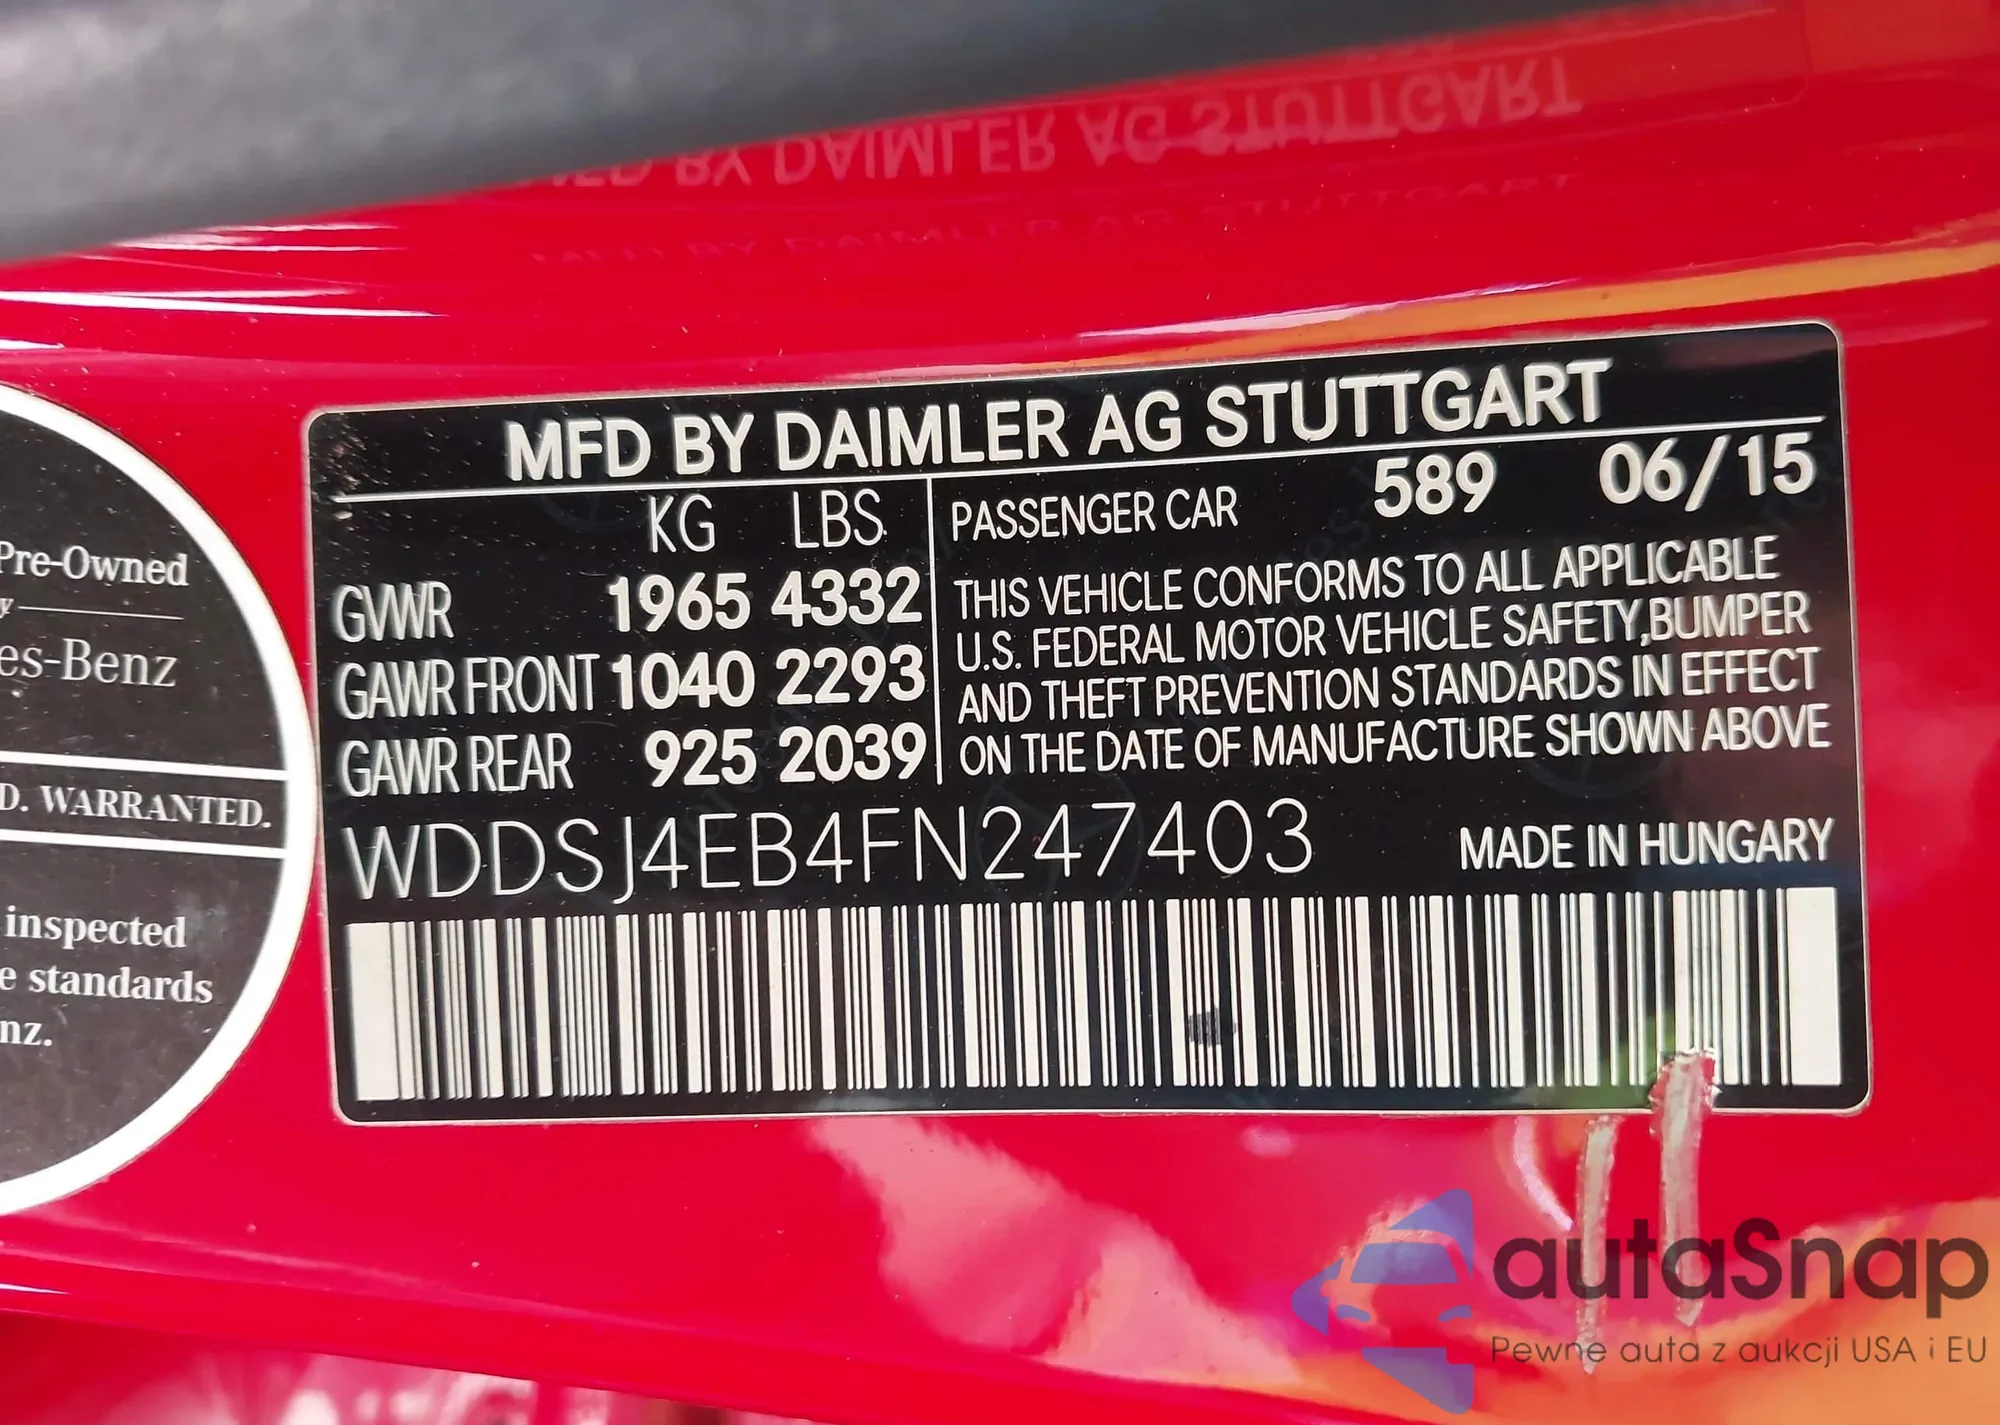 MFD BY DAIMLER AG STUTTGART
KG LBS
GVWR 1965 4332
GAWR FRONT 1040 2293
GAWR REAR 925 2039
PASSENGER CAR 589 06/15
THIS VEHICLE CONFORMS TO ALL APPLICABLE
U.S. FEDERAL MOTOR VEHICLE SAFETY,BUMPER
AND THEFT PREVENTION STANDARDS IN EFFECT
ON THE DATE OF MANUFACTURE SHOWN ABOVE
WDDSJ4EB4FN247403 MADE IN HUNGARY
Pre-Owned
y
es-Benz
D. WARRANTED.
inspected
e standards
nz.
autaSnap
Pewne auta z aukcji USA i EU